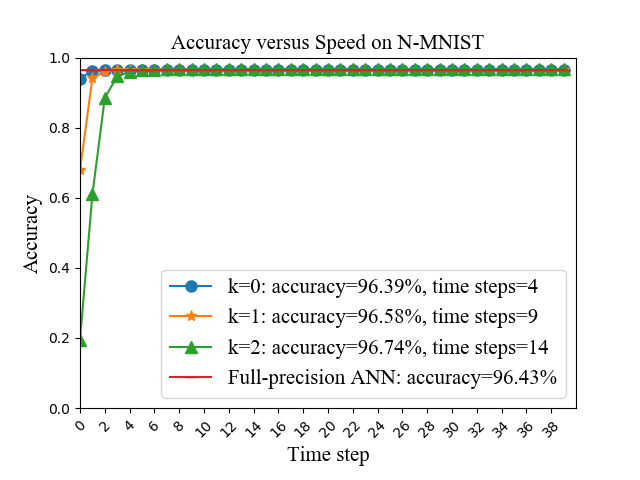 Accuracy versus Speed on N-MNIST
1.0
0.8
0.6
0.4
0.2
0.0
Accuracy
k=0: accuracy=96.39%, time steps=4
k=1: accuracy=96.58%, time steps=9
k=2: accuracy=96.74%, time steps=14
Full-precision ANN: accuracy=96.43%
0 2 4 6 8 10 12 14 16 18 20 22 24 26 28 30 32 34 36 38
Time step